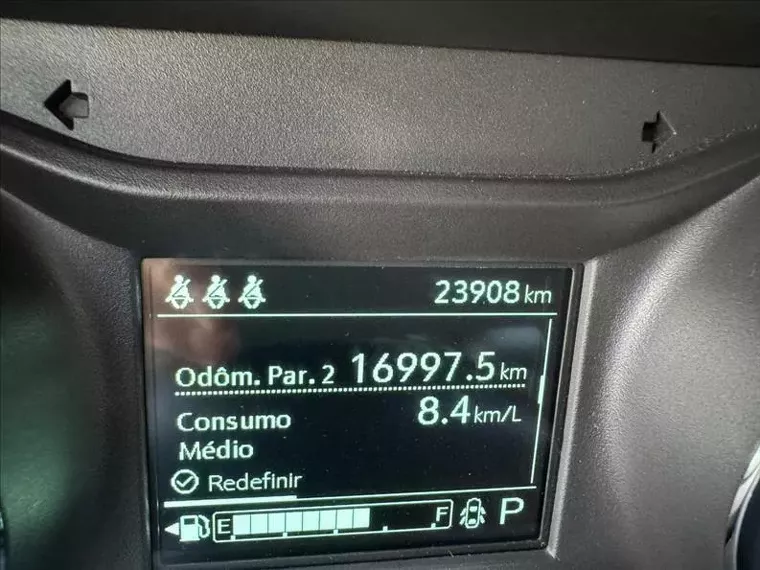 23908 km
Odôm. Par. 2 16997.5 km
Consumo 8.4 km/L
Médio
Redefinir
E F P